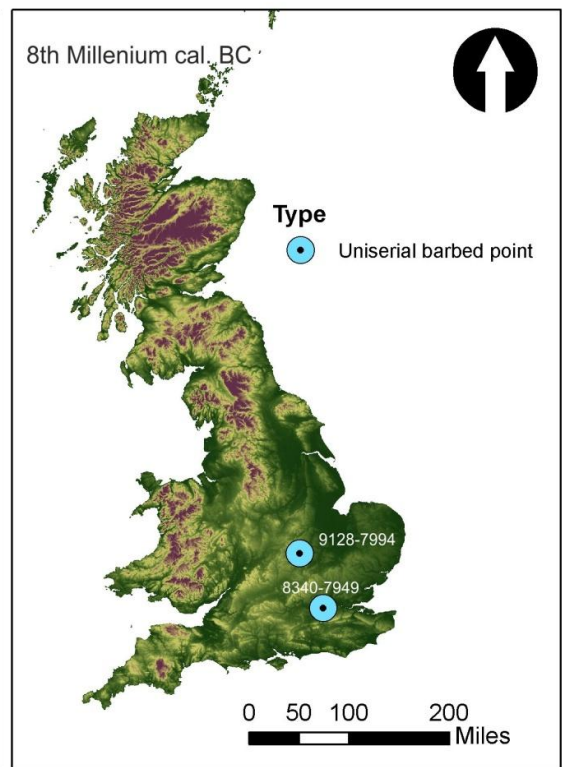 8th Millenium cal. BC
Type
Uniserial barbed point
9128-7994
8340-7949
0 50 100 200
Miles